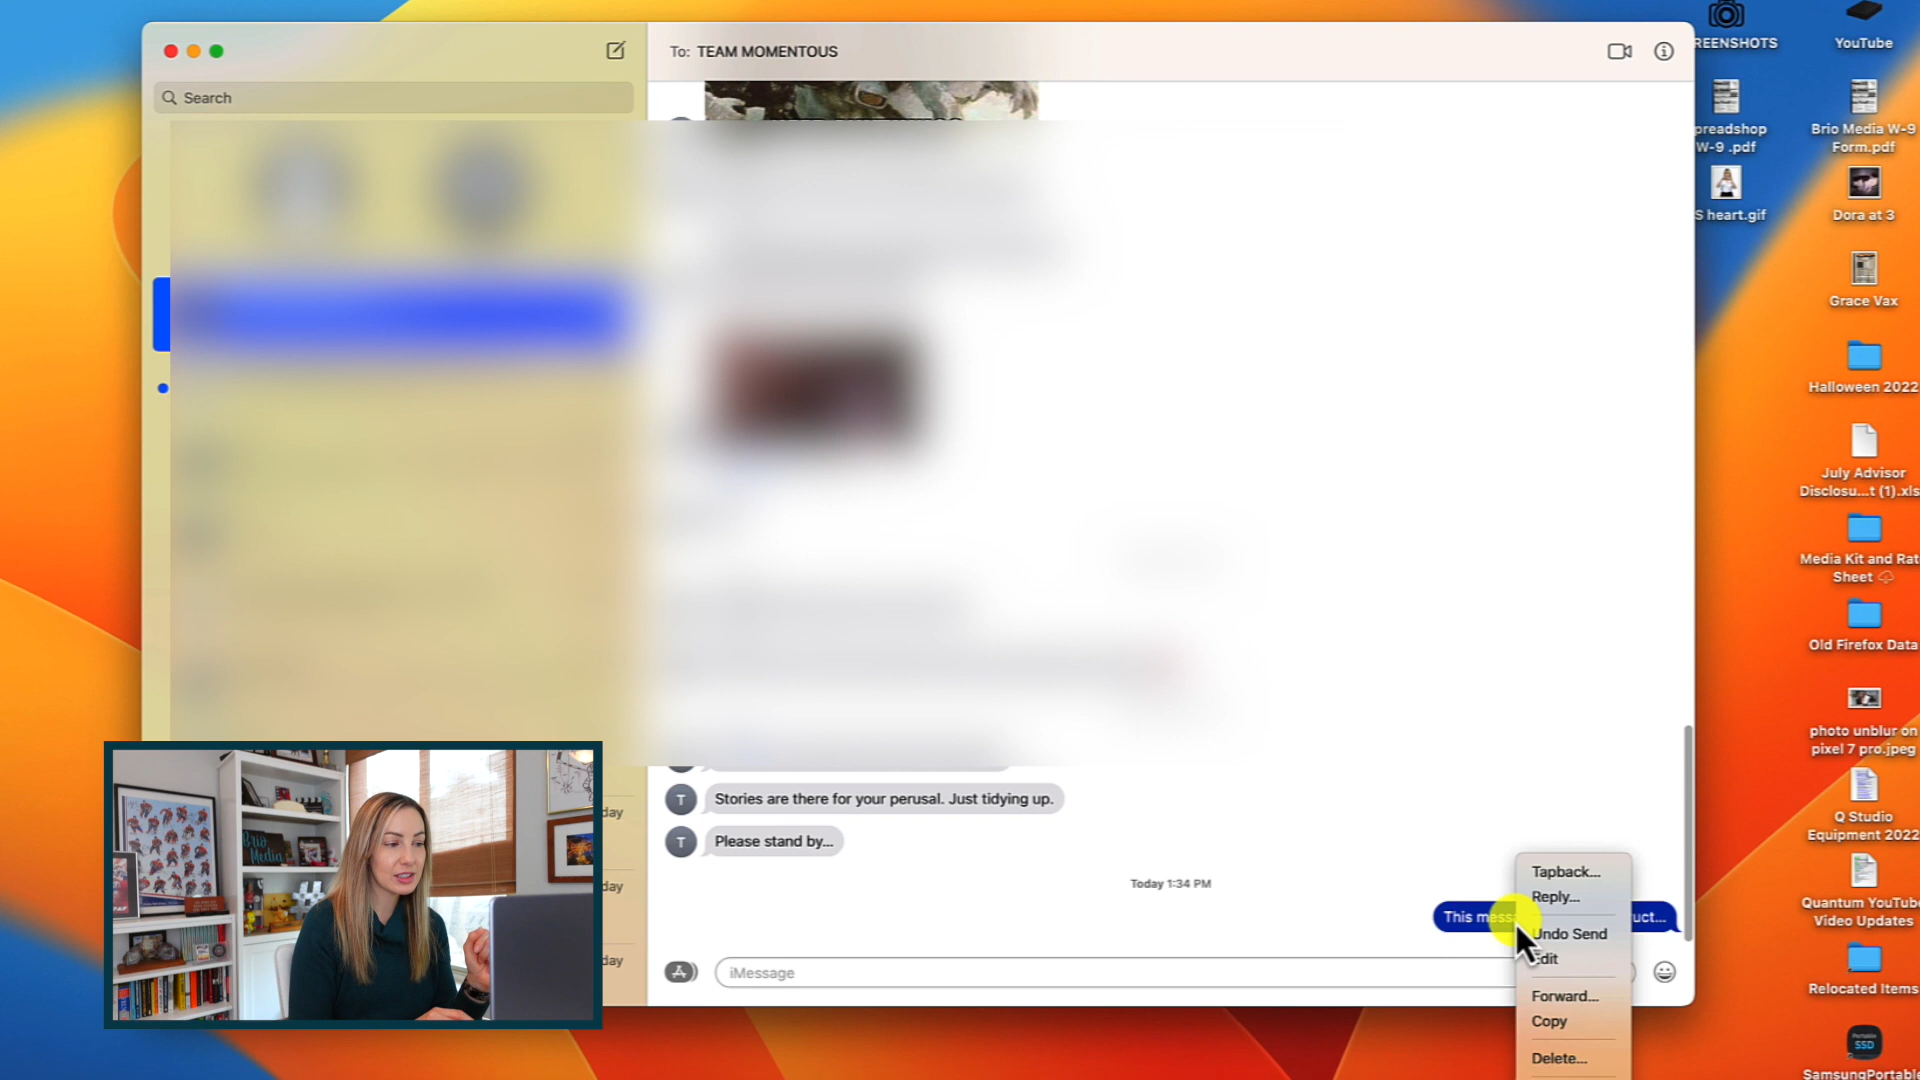 To: TEAM MOMENTOUS
Search
Stories are there for your perusal. Just tidying up.
Please stand by...
Today 1:34 PM
This mess
uct...
iMessage
Tapback...
Reply...
Undo Send
Edit
Forward...
Copy
Delete...
day
day
day
Brio
Media
REENSHOTS
YouTube
preadshop
W-9 .pdf
Brio Media W-9
Form.pdf
S heart.gif
Dora at 3
Grace Vax
Halloween 2022
July Advisor
Disclosu...t (1).xls
Media Kit and Rat
Sheet
Old Firefox Data
photo unblur on
pixel 7 pro.jpeg
Q Studio
Equipment 2022
Quantum YouTube
Video Updates
Relocated Items
SSD
SamsungPortable
T
T